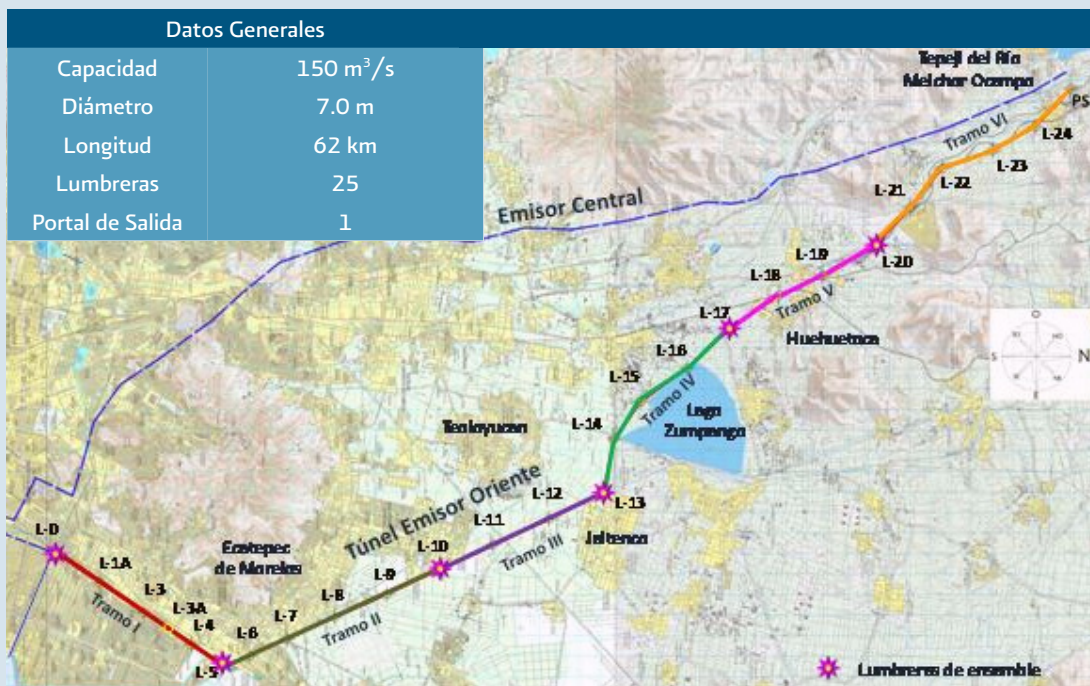 Datos Generales
Capacidad 150 m³/s
Diámetro 7.0 m
Longitud 62 km
Lumbreras 25
Portal de Salida 1
Tepeji del Río
Melchor Ocampo
PS
L-24
Tramo VI
L-23
L-22
L-21
Emisor Central
L-20
L-19
L-18
Tramo V
L-17
Huehuetoca
O
S
N
E
L-16
L-15
Tramo IV
Lago
Zumpango
L-14
Teoloyucan
L-13
L-12
Túnel Emisor Oriente
L-11
Jaltenco
Tramo III
L-10
L-9
L-0
Ecatepec
de Morelos
L-1A
L-3
L-3A
L-4
Tramo I
L-8
L-7
L-6
Tramo II
L-5
Lumbreras de ensamble